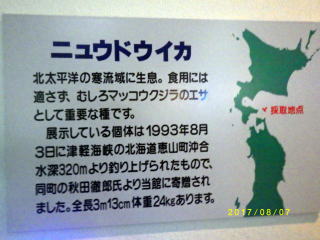 ニュウドウイカ
北太平洋の寒流域に生息。食用には
適さず、むしろマッコウクジラのエサ
として重要な種です。
展示している個体は1993年8月
3日に津軽海峡の北海道恵山町沖合
水深320mより釣り上げられたもので、
同町の秋田徹郎氏より当館に寄贈され
ました。全長3m13cm体重24kgあります。
採取地点
2017/08/07